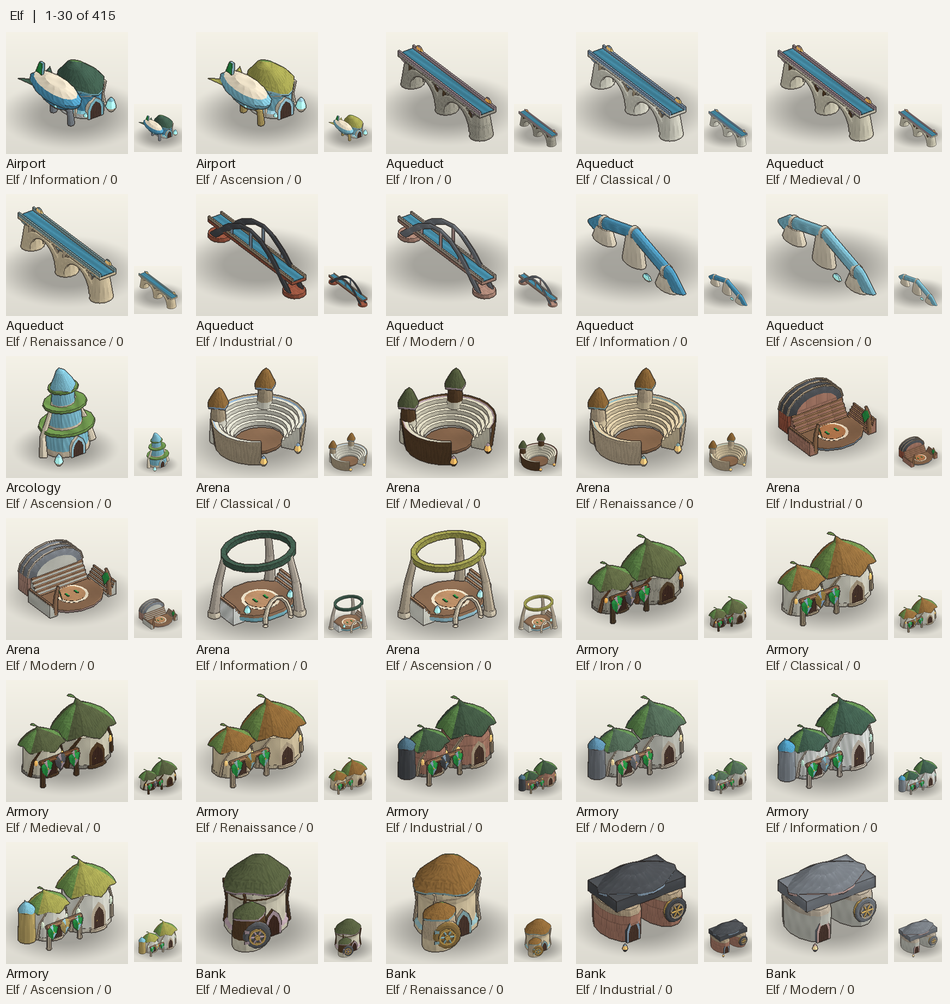 Elf | 1-30 of 415
Airport
Elf / Information / 0
Airport
Elf / Ascension / 0
Aqueduct
Elf / Iron / 0
Aqueduct
Elf / Classical / 0
Aqueduct
Elf / Medieval / 0
Aqueduct
Elf / Renaissance / 0
Aqueduct
Elf / Industrial / 0
Aqueduct
Elf / Modern / 0
Aqueduct
Elf / Information / 0
Aqueduct
Elf / Ascension / 0
Arcology
Elf / Ascension / 0
Arena
Elf / Classical / 0
Arena
Elf / Medieval / 0
Arena
Elf / Renaissance / 0
Arena
Elf / Industrial / 0
Arena
Elf / Modern / 0
Arena
Elf / Information / 0
Arena
Elf / Ascension / 0
Armory
Elf / Iron / 0
Armory
Elf / Classical / 0
Armory
Elf / Medieval / 0
Armory
Elf / Renaissance / 0
Armory
Elf / Industrial / 0
Armory
Elf / Modern / 0
Armory
Elf / Information / 0
Armory
Elf / Ascension / 0
Bank
Elf / Medieval / 0
Bank
Elf / Renaissance / 0
Bank
Elf / Industrial / 0
Bank
Elf / Modern / 0